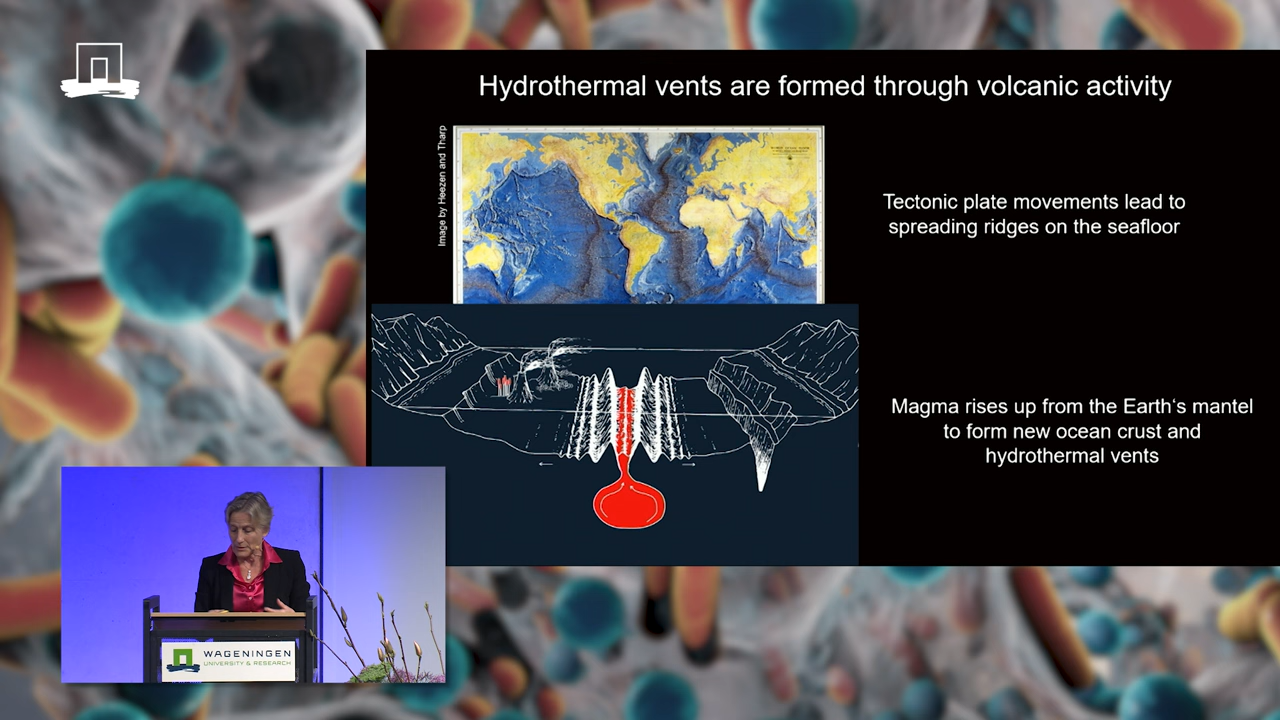 Hydrothermal vents are formed through volcanic activity
Image by Heezen and Tharp
Tectonic plate movements lead to
spreading ridges on the seafloor
Magma rises up from the Earth's mantel
to form new ocean crust and
hydrothermal vents
WAGENINGEN
UNIVERSITY & RESEARCH